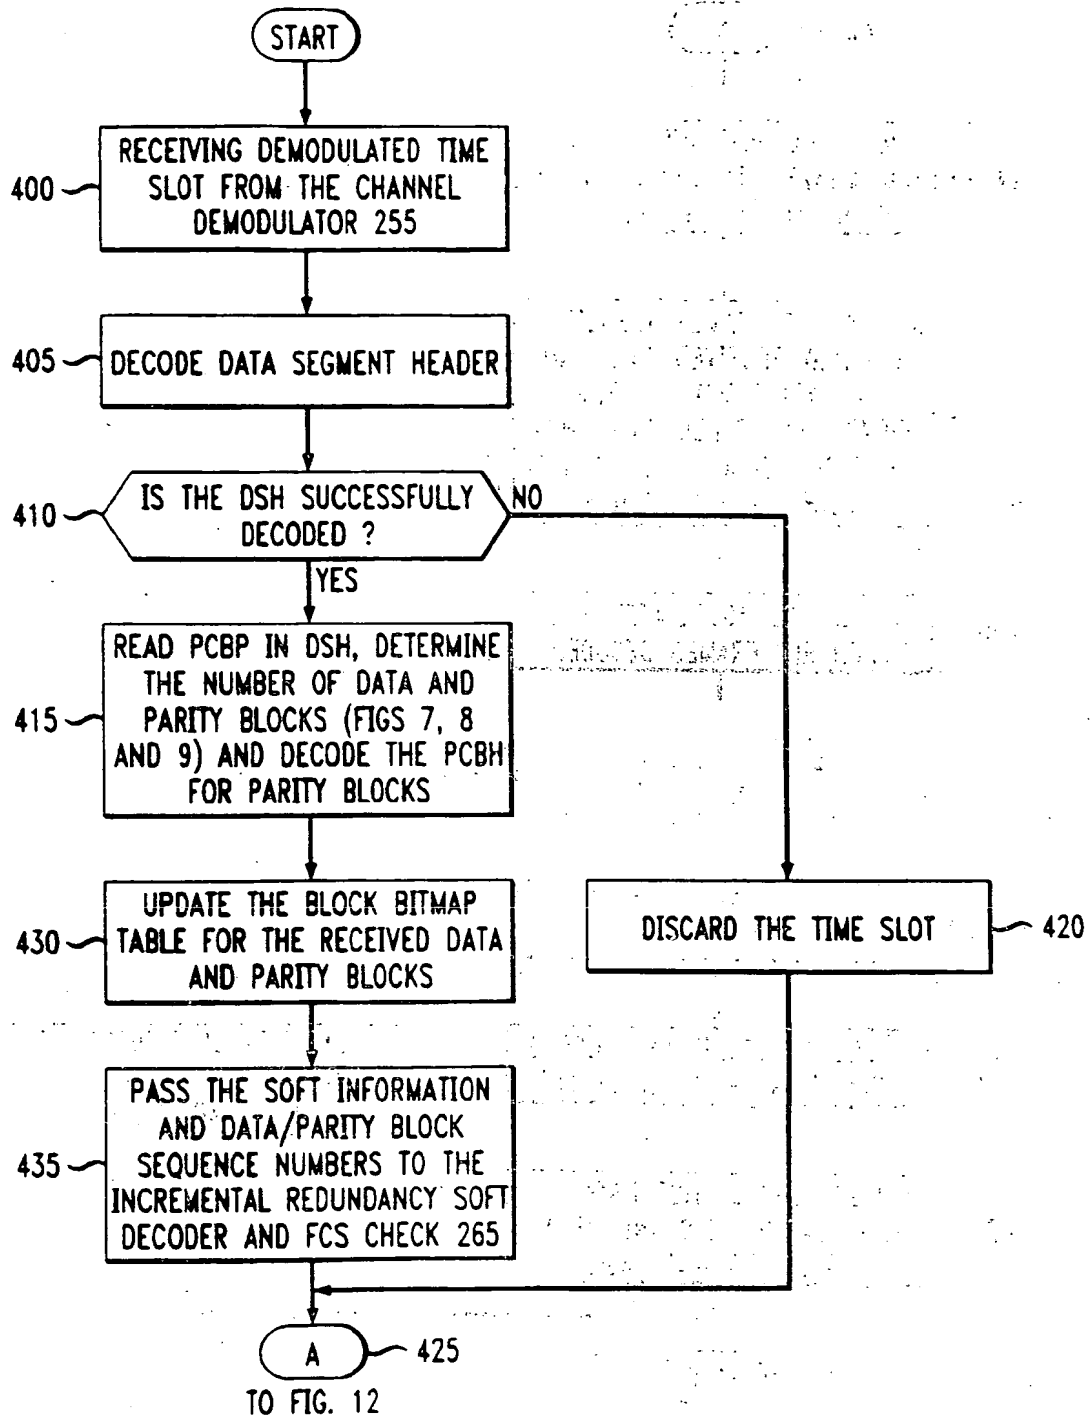 START
400
RECEIVING DEMODULATED TIME
SLOT FROM THE CHANNEL
DEMODULATOR 255
405
DECODE DATA SEGMENT HEADER
410
IS THE DSH SUCCESSFULLY
DECODED ?
NO
YES
415
READ PCBP IN DSH, DETERMINE
THE NUMBER OF DATA AND
PARITY BLOCKS (FIGS 7, 8
AND 9) AND DECODE THE PCBH
FOR PARITY BLOCKS
430
UPDATE THE BLOCK BITMAP
TABLE FOR THE RECEIVED DATA
AND PARITY BLOCKS
DISCARD THE TIME SLOT
420
435
PASS THE SOFT INFORMATION
AND DATA/PARITY BLOCK
SEQUENCE NUMBERS TO THE
INCREMENTAL REDUNDANCY SOFT
DECODER AND FCS CHECK 265
A
425
TO FIG. 12